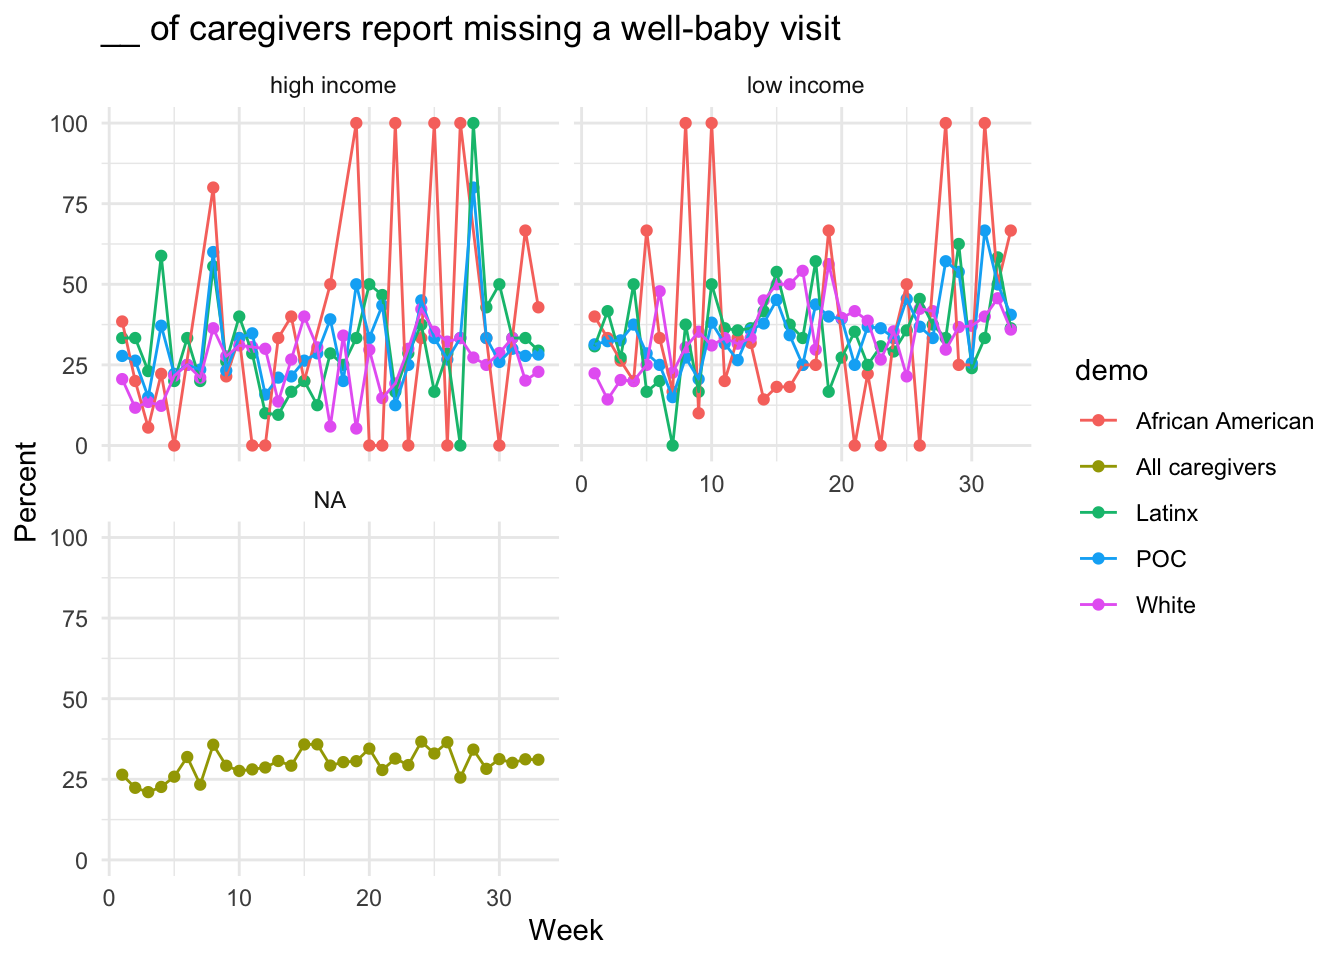 __ of caregivers report missing a well-baby visit
high income
low income
100
75
50
25
0
0 10 20 30
NA
100
75
50
25
0
0 10 20 30
Percent
Week
demo
African American
All caregivers
Latinx
POC
White